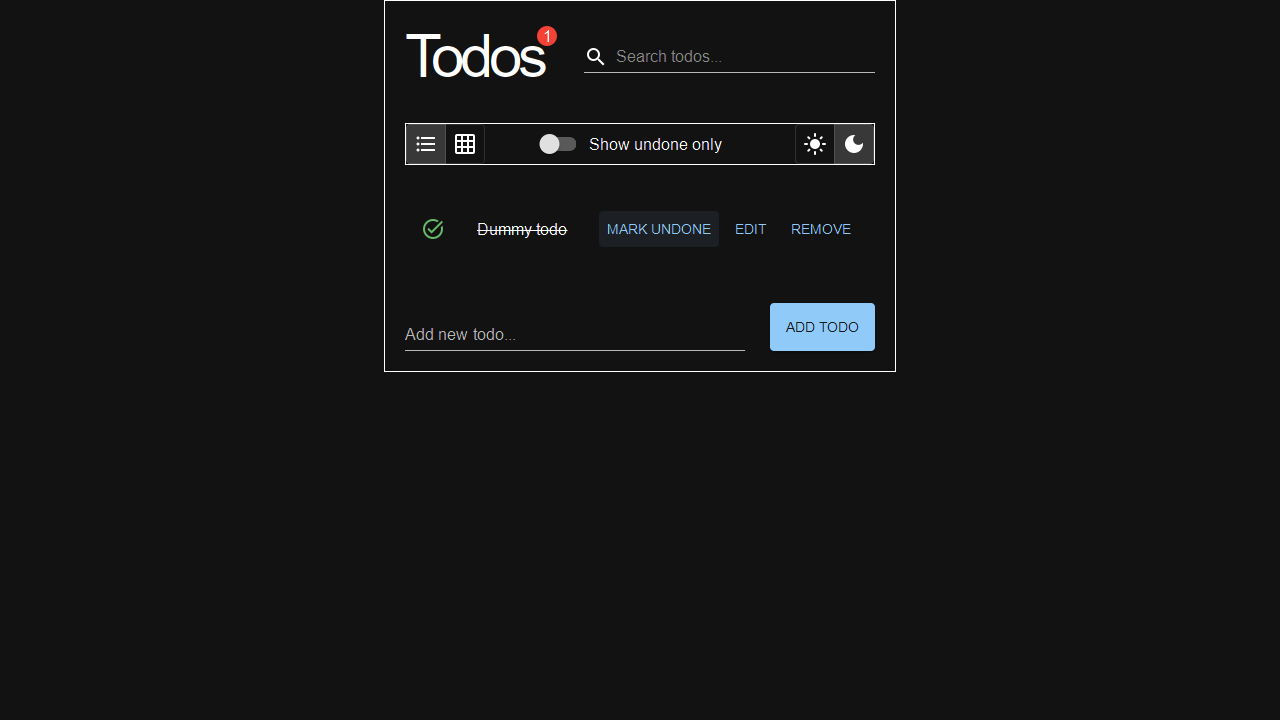 Todos 1
Search todos...
Show undone only
Dummy todo MARK UNDONE EDIT REMOVE
Add new todo... ADD TODO